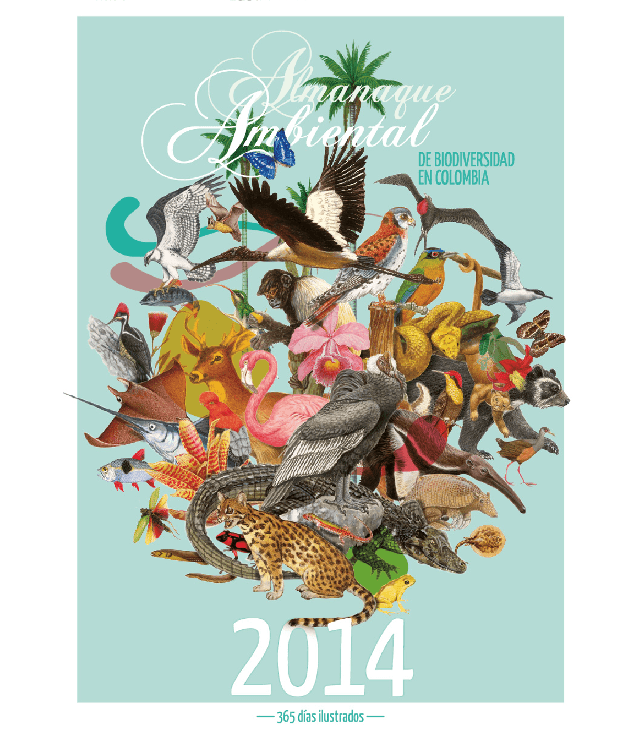 Almanaque
Ambiental
DE BIODIVERSIDAD
EN COLOMBIA
2014
365 días ilustrados